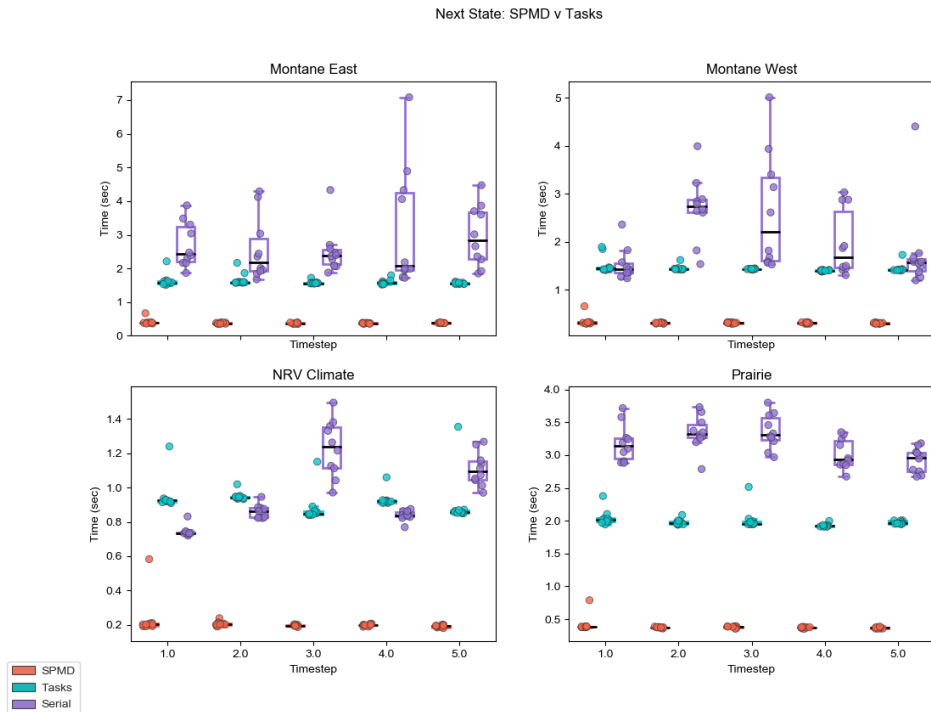 Next State: SPMD v Tasks
Montane East
Time (sec)
7
6
5
4
3
2
1
0
Timestep
Montane West
Time (sec)
5
4
3
2
1
Timestep
NRV Climate
Time (sec)
1.4
1.2
1.0
0.8
0.6
0.4
0.2
1.0 2.0 3.0 4.0 5.0
Timestep
Prairie
Time (sec)
4.0
3.5
3.0
2.5
2.0
1.5
1.0
0.5
1.0 2.0 3.0 4.0 5.0
Timestep
SPMD
Tasks
Serial